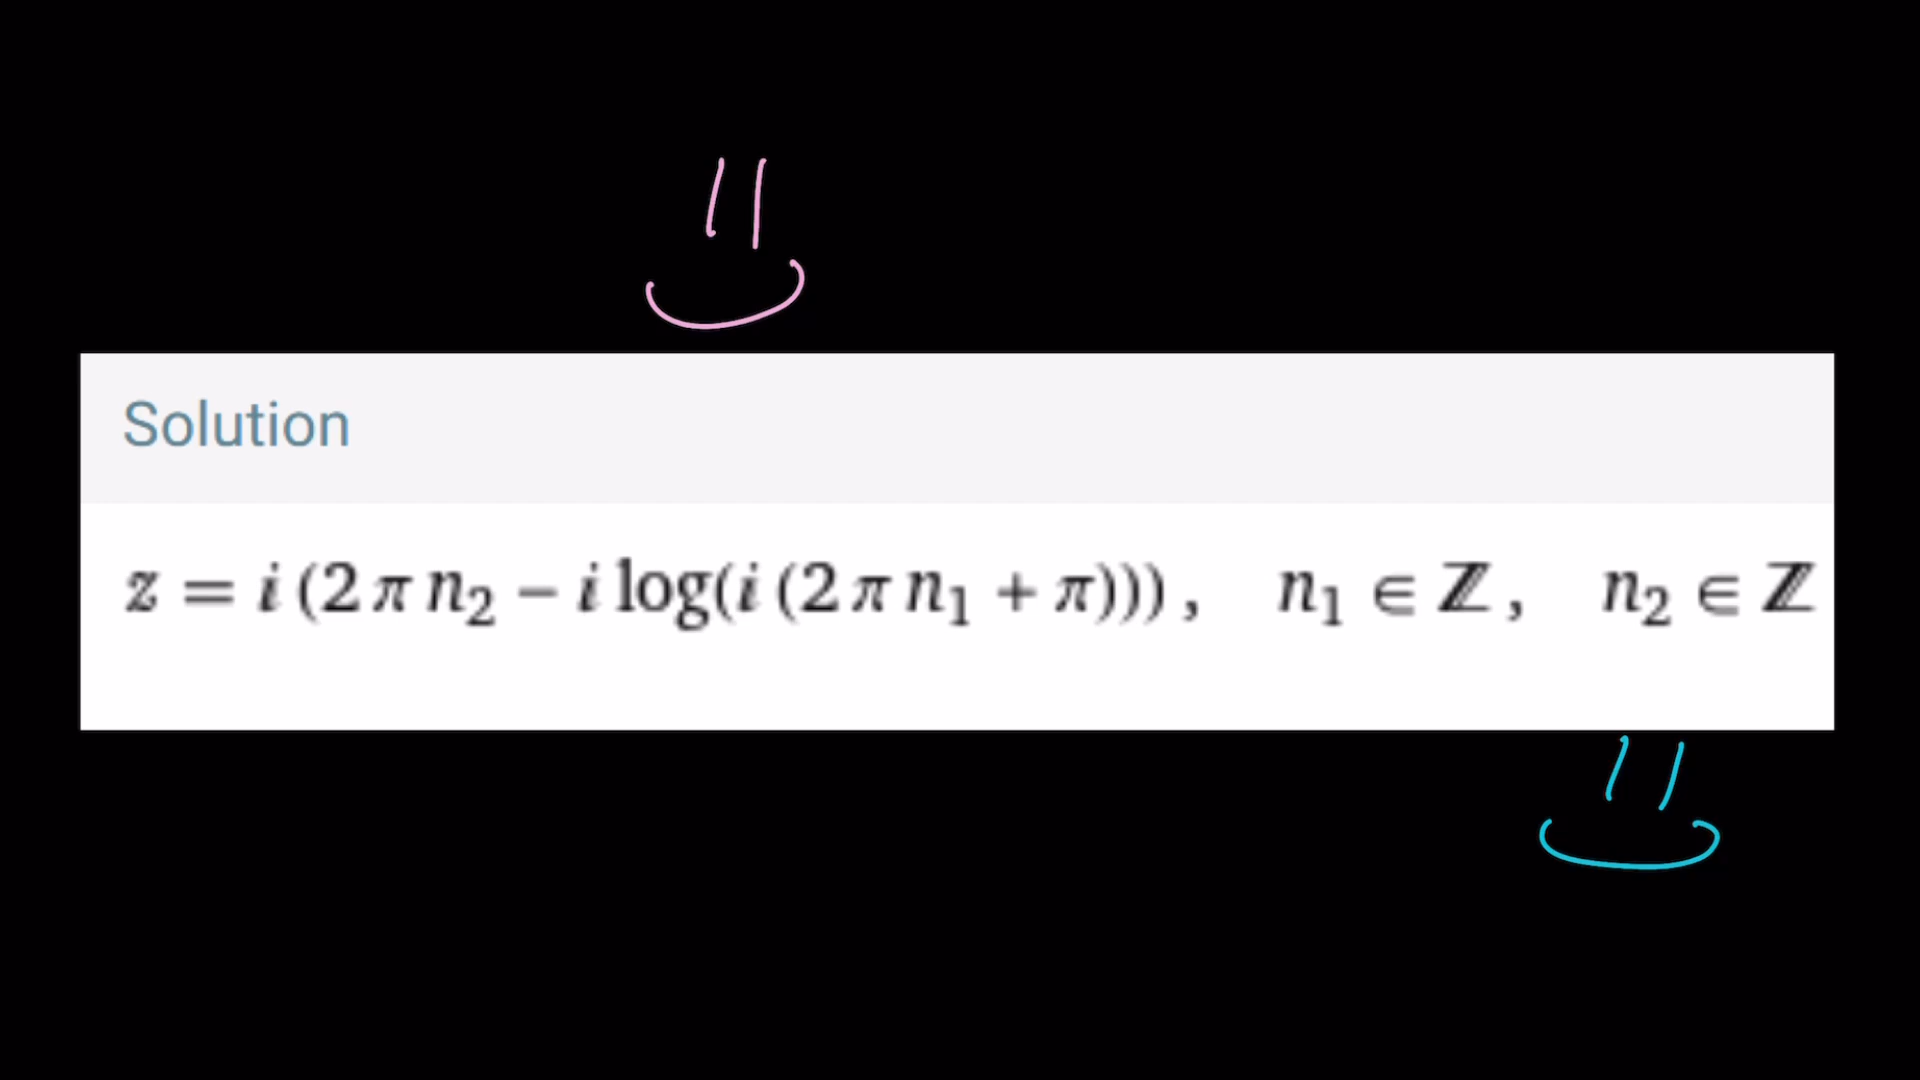 Solution
z = i (2 π n₂ − i log(i (2 π n₁ + π))) , n₁ ∈ ℤ , n₂ ∈ ℤ